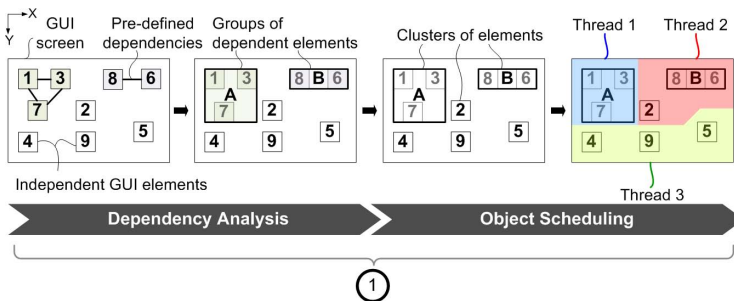 X
Y
GUI screen
Pre-defined dependencies
Groups of dependent elements
Clusters of elements
Thread 1
Thread 2
1 3
7
8 6
2
4 9
5
1 3
A
7
8 B 6
2
4 9
5
1 3
A
7
8 B 6
2
4 9
5
1 3
A
7
8 B 6
2
4 9
5
Independent GUI elements
Thread 3
Dependency Analysis
Object Scheduling
1